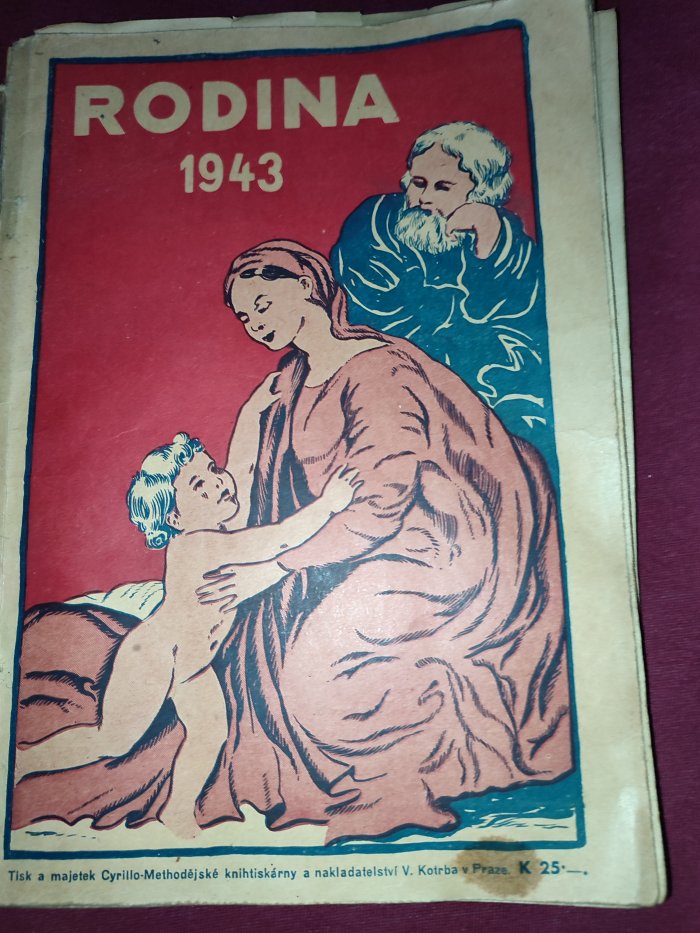 RODINA
1943
Tisk a majetek Cyrillo-Methodějské knihtiskárny a nakladatelství V. Kotrba v Praze. K 25·—.